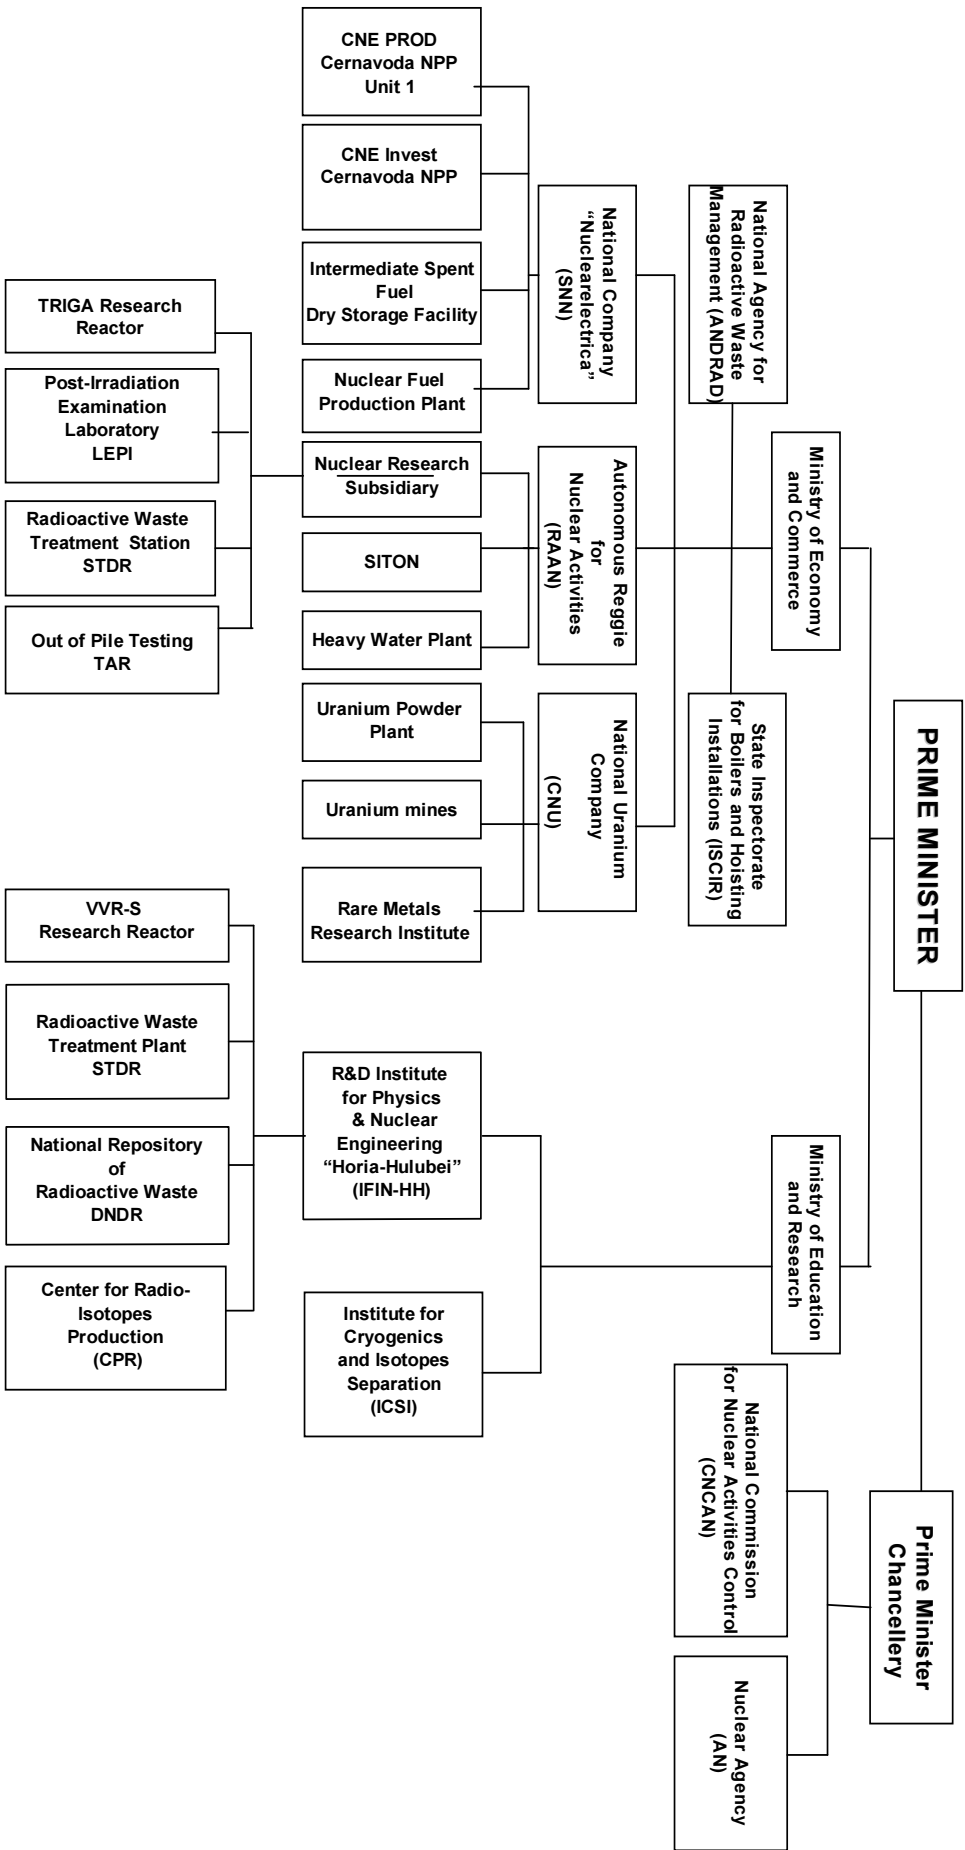 PRIME MINISTER
Prime Minister
Chancellery
Ministry of Economy
and Commerce
Ministry of Education
and Research
National Agency for
Radioactive Waste
Management (ANDRAD)
State Inspectorate
for Boilers and Hoisting
Installations (ISCIR)
National Commission
for Nuclear Activities Control
(CNCAN)
Nuclear Agency
(AN)
National Company
“Nuclearelectrica”
(SNN)
Autonomous Reggie
for
Nuclear Activities
(RAAN)
National Uranium
Company
(CNU)
CNE PROD
Cernavoda NPP
Unit 1
CNE Invest
Cernavoda NPP
Intermediate Spent
Fuel
Dry Storage Facility
Nuclear Fuel
Production Plant
Nuclear Research
Subsidiary
SITON
Heavy Water Plant
Uranium Powder
Plant
Uranium mines
Rare Metals
Research Institute
R&D Institute
for Physics
& Nuclear
Engineering
“Horia-Hulubei”
(IFIN-HH)
Institute for
Cryogenics
and Isotopes
Separation
(ICSI)
TRIGA Research
Reactor
Post-Irradiation
Examination
Laboratory
LEPI
Radioactive Waste
Treatment Station
STDR
Out of Pile Testing
TAR
VVR-S
Research Reactor
Radioactive Waste
Treatment Plant
STDR
National Repository
of
Radioactive Waste
DNDR
Center for Radio-
Isotopes
Production
(CPR)